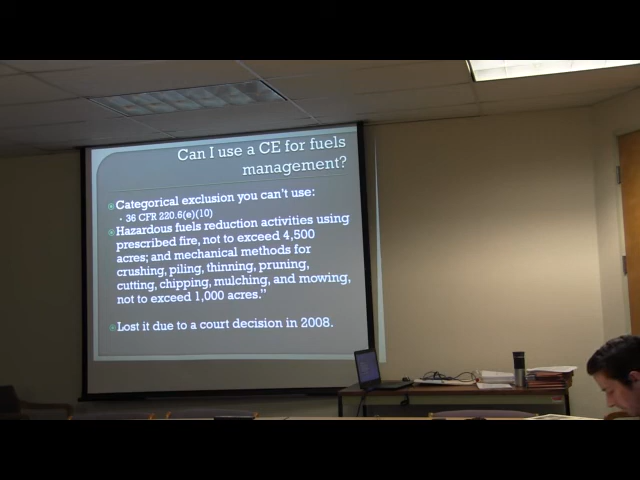 Can I use a CE for fuels
management?
Categorical exclusion you can't use:
36 CFR 220.6(e)(10)
Hazardous fuels reduction activities using
prescribed fire, not to exceed 4,500
acres; and mechanical methods for
crushing, piling, thinning, pruning,
cutting, chipping, mulching, and mowing,
not to exceed 1,000 acres."
Lost it due to a court decision in 2008.